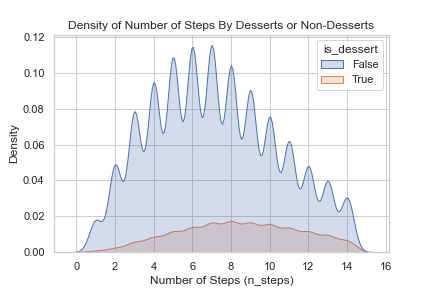 Density of Number of Steps By Desserts or Non-Desserts
is_dessert
False
True
0.12
0.10
0.08
0.06
0.04
0.02
0.00
Density
0 2 4 6 8 10 12 14 16
Number of Steps (n_steps)